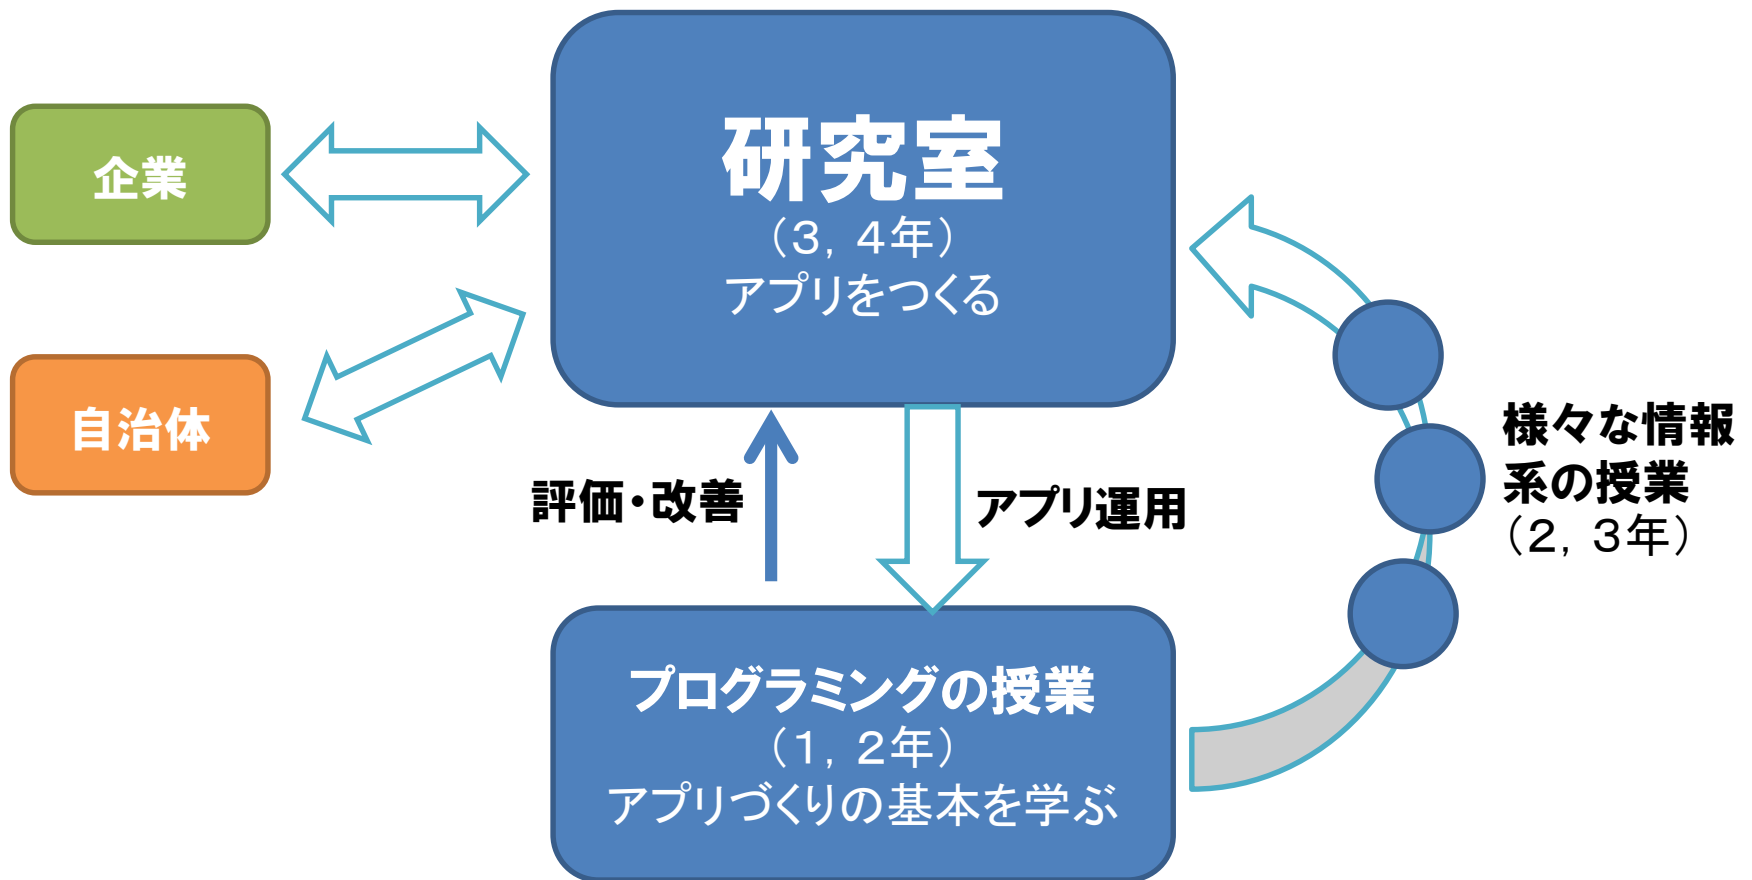 企業
自治体
研究室
（３，４年）
アプリをつくる
評価・改善
アプリ運用
プログラミングの授業
（１，２年）
アプリづくりの基本を学ぶ
様々な情報
系の授業
（２，３年）